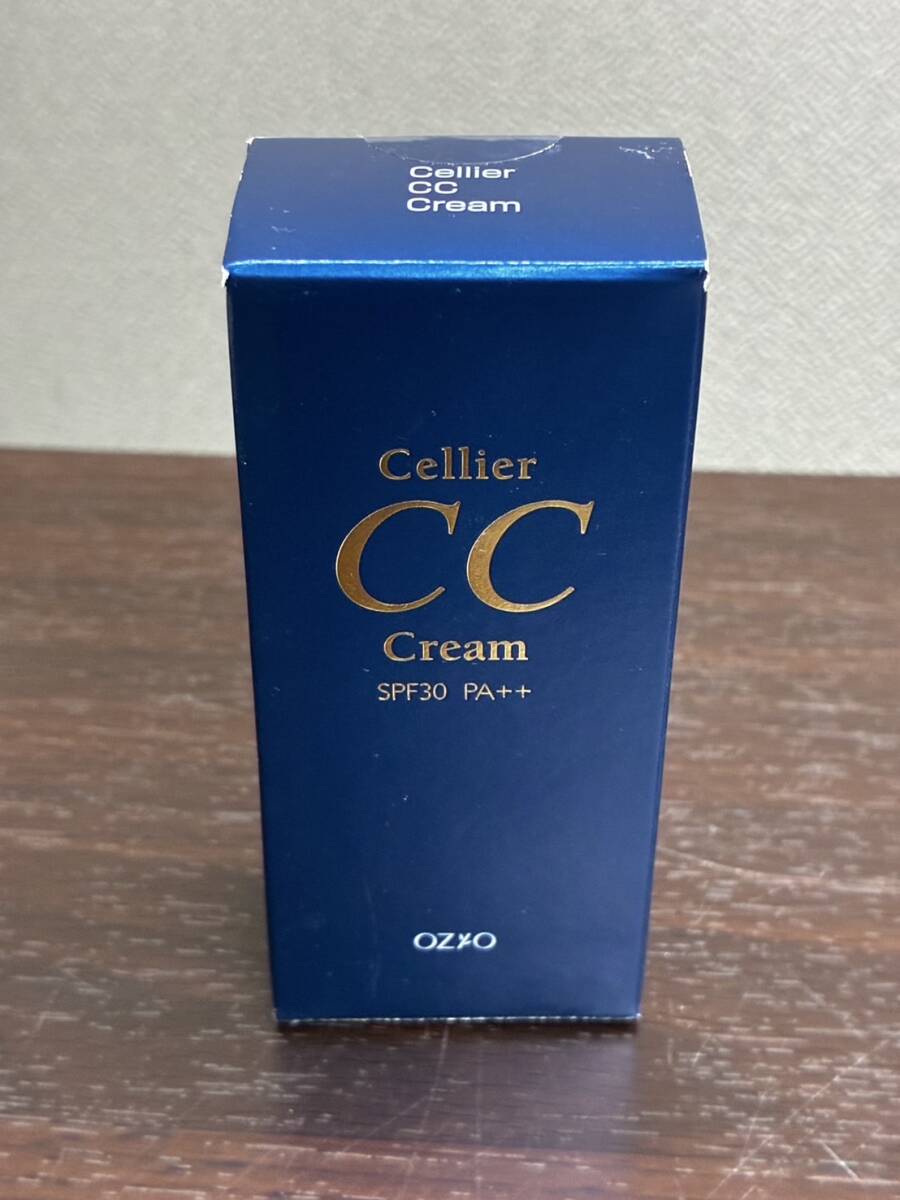 Cellier
CC
Cream
Cellier
CC
Cream
SPF30 PA++
OZIO